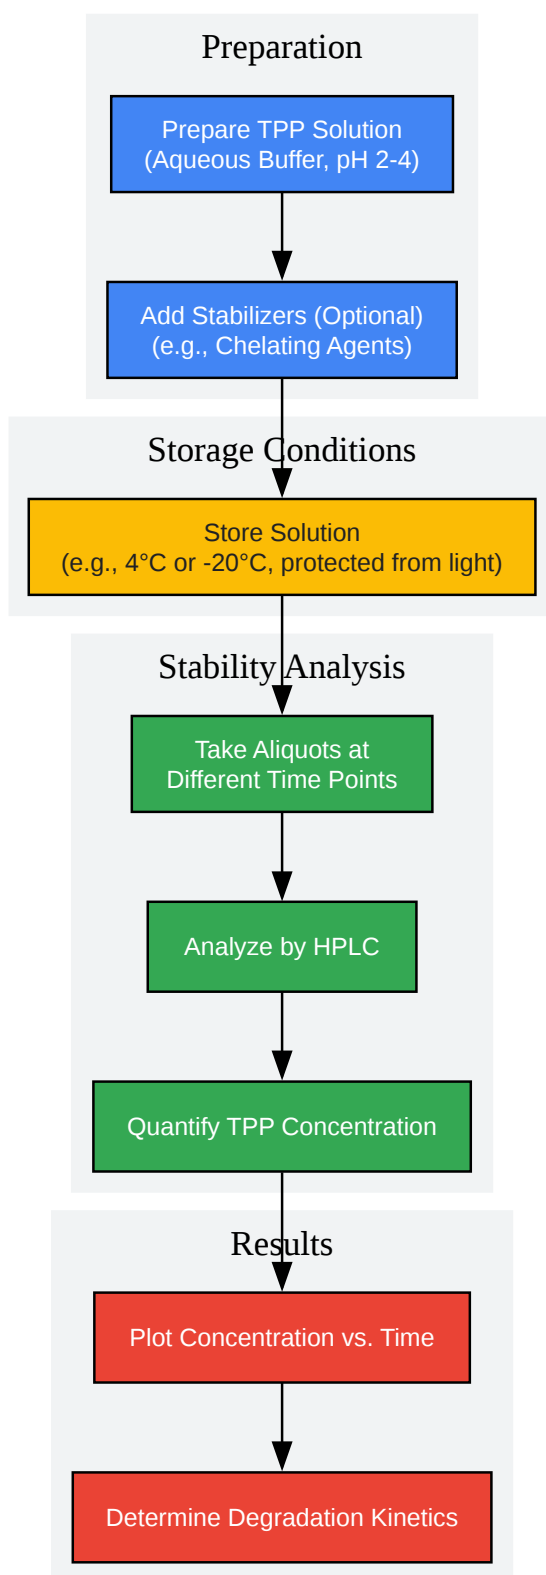 Preparation
Prepare TPP Solution
(Aqueous Buffer, pH 2-4)
Add Stabilizers (Optional)
(e.g., Chelating Agents)
Storage Conditions
Store Solution
(e.g., 4°C or -20°C, protected from light)
Stability Analysis
Take Aliquots at
Different Time Points
Analyze by HPLC
Quantify TPP Concentration
Results
Plot Concentration vs. Time
Determine Degradation Kinetics